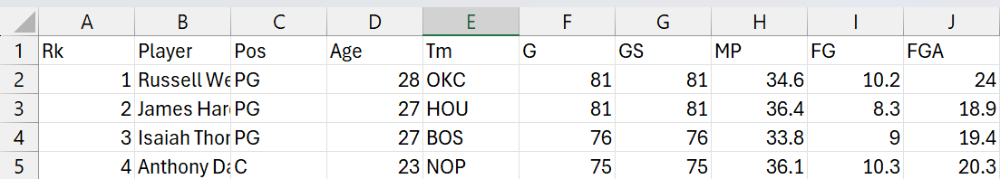 A B C D E F G H I J
1 Rk Player Pos Age Tm G GS MP FG FGA
2 1 Russell We PG 28 OKC 81 81 34.6 10.2 24
3 2 James Har PG 27 HOU 81 81 36.4 8.3 18.9
4 3 Isaiah Thor PG 27 BOS 76 76 33.8 9 19.4
5 4 Anthony Da C 23 NOP 75 75 36.1 10.3 20.3